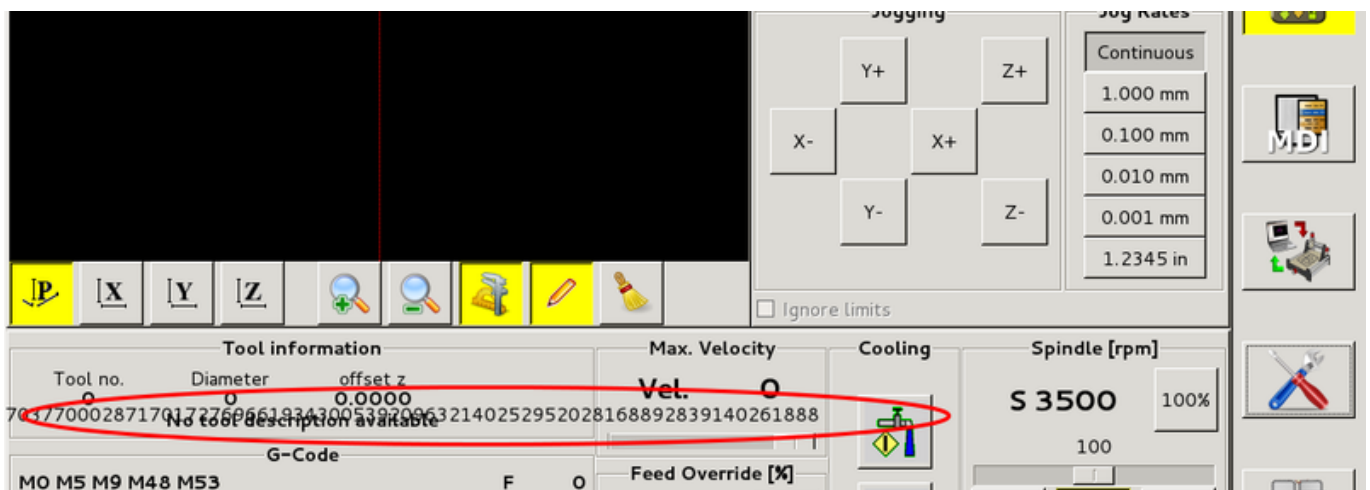 Jogging
Jog Rates
Continuous
Y+
Z+
1.000 mm
X-
X+
0.100 mm
MDI
0.010 mm
Y-
Z-
0.001 mm
1.2345 in
P
X
Y
Z
Ignore limits
Tool information
Max. Velocity
Cooling
Spindle [rpm]
Tool no.
Diameter
offset z
0
0
0.0000
Vel.
0
S 3500
100%
No tool description available
100
G-Code
Feed Override [%]
M0 M5 M9 M48 M53
F
0